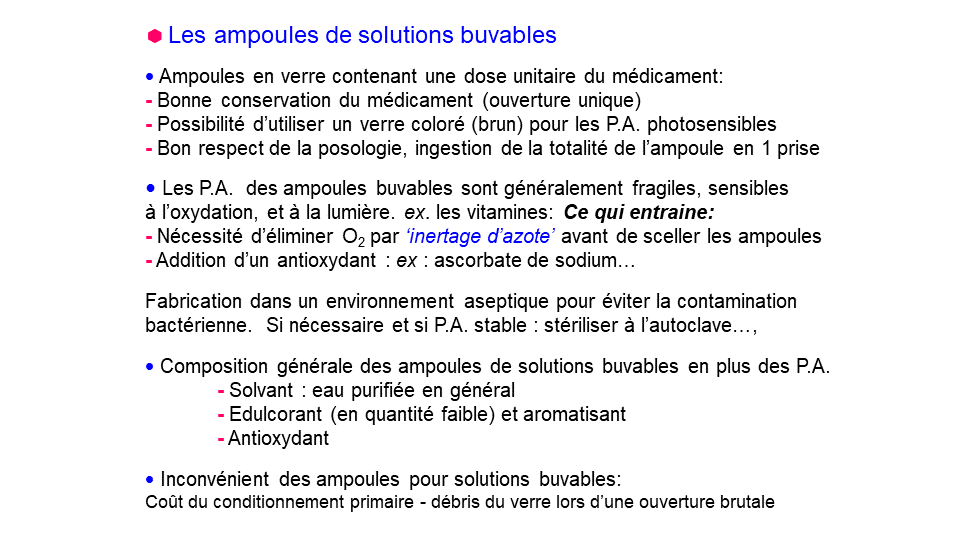 Les ampoules de solutions buvables
• Ampoules en verre contenant une dose unitaire du médicament:
- Bonne conservation du médicament (ouverture unique)
- Possibilité d’utiliser un verre coloré (brun) pour les P.A. photosensibles
- Bon respect de la posologie, ingestion de la totalité de l’ampoule en 1 prise
• Les P.A. des ampoules buvables sont généralement fragiles, sensibles
à l’oxydation, et à la lumière. ex. les vitamines: Ce qui entraine:
- Nécessité d’éliminer O₂ par ‘inertage d’azote’ avant de sceller les ampoules
- Addition d’un antioxydant : ex : ascorbate de sodium…
Fabrication dans un environnement aseptique pour éviter la contamination
bactérienne. Si nécessaire et si P.A. stable : stériliser à l’autoclave…,
• Composition générale des ampoules de solutions buvables en plus des P.A.
- Solvant : eau purifiée en général
- Edulcorant (en quantité faible) et aromatisant
- Antioxydant
• Inconvénient des ampoules pour solutions buvables:
Coût du conditionnement primaire - débris du verre lors d’une ouverture brutale